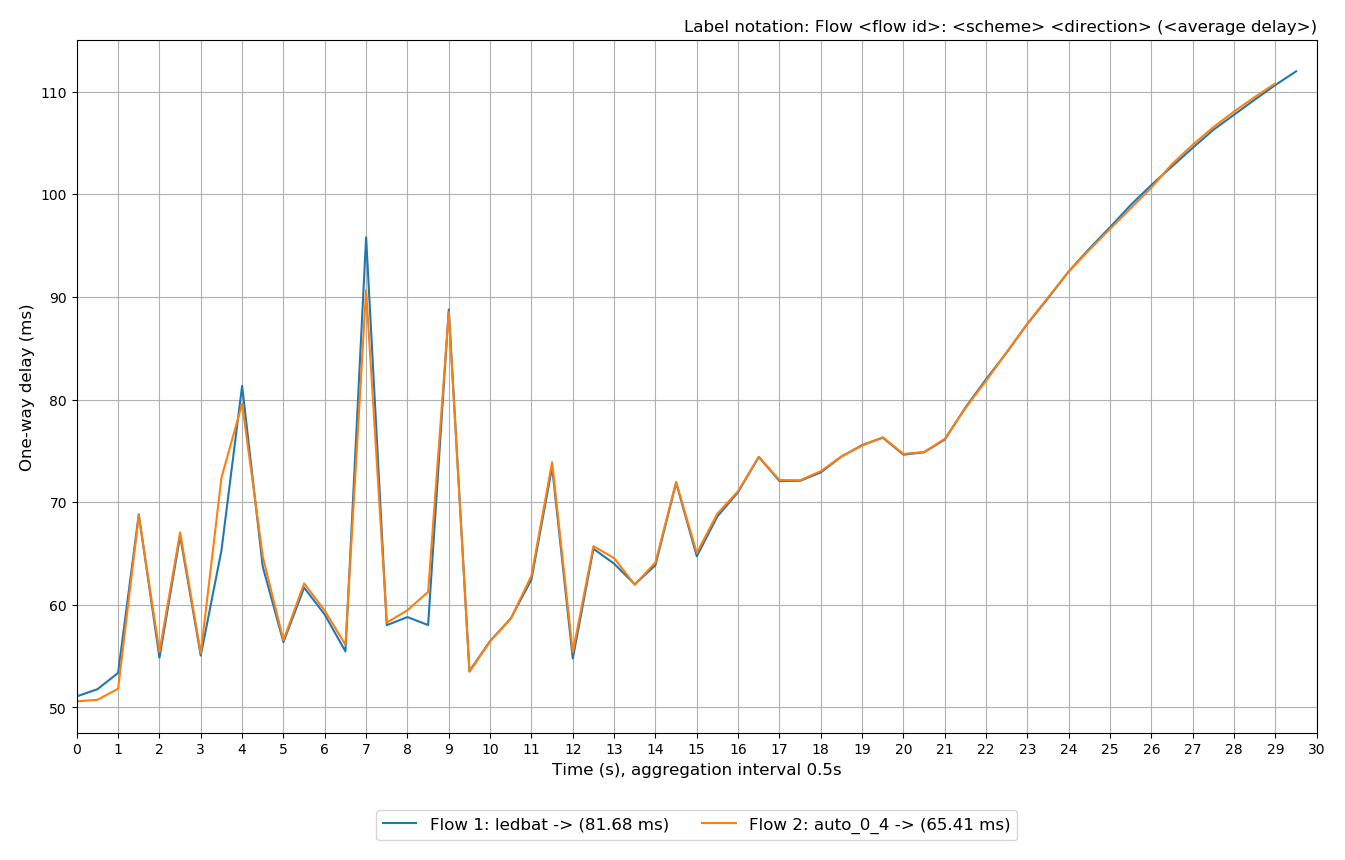 Label notation: Flow <flow id>: <scheme> <direction> (<average delay>)
110
100
90
80
70
60
50
One-way delay (ms)
0 1 2 3 4 5 6 7 8 9 10 11 12 13 14 15 16 17 18 19 20 21 22 23 24 25 26 27 28 29 30
Time (s), aggregation interval 0.5s
Flow 1: ledbat -> (81.68 ms) Flow 2: auto_0_4 -> (65.41 ms)